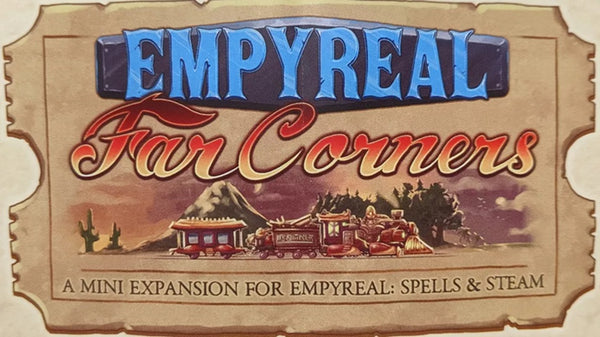 EMPYREAL
Far Corners
A MINI EXPANSION FOR EMPYREAL: SPELLS & STEAM